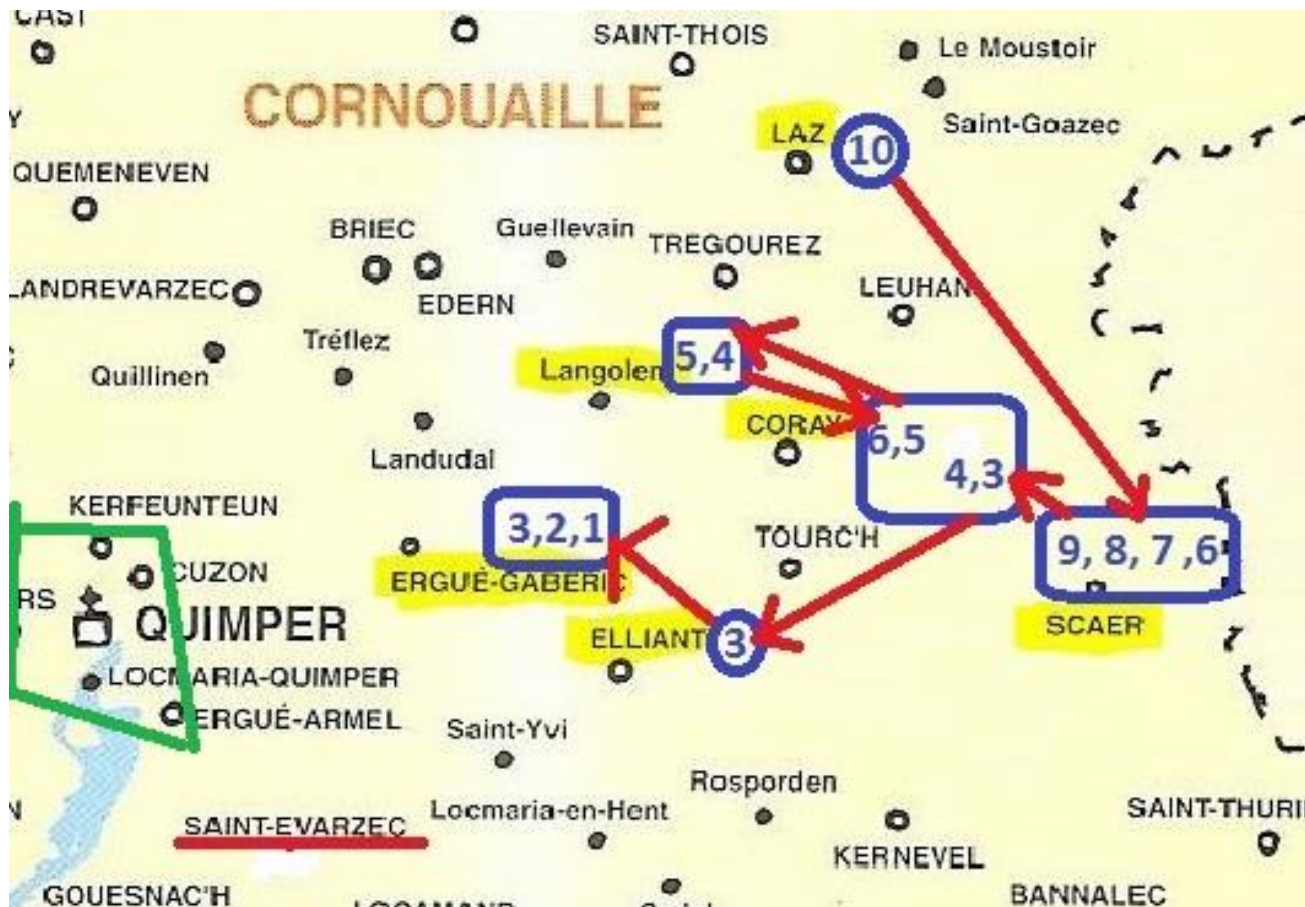 CAST
SAINT-THOIS
Le Moustoir
CORNOUAILLE
LAZ
10
Saint-Goazec
QUEMENEVEN
BRIEC
Guellevain
TREGOUREZ
LANDREVARZEC
EDERN
LEUHAN
Tréflez
Quillinen
Langolen
5,4
CORAY
6,5
4,3
Landudal
KERFEUNTEUN
3,2,1
TOURC'H
9, 8, 7 ,6
CUZON
ERGUÉ-GABERIC
RS
QUIMPER
ELLIANT
3
SCAER
LOCMARIA-QUIMPER
ERGUÉ-ARMEL
Saint-Yvi
Rosporden
SAINT-EVARZEC
Locmaria-en-Hent
SAINT-THURI
KERNEVEL
GOUESNAC'H
BANNALEC